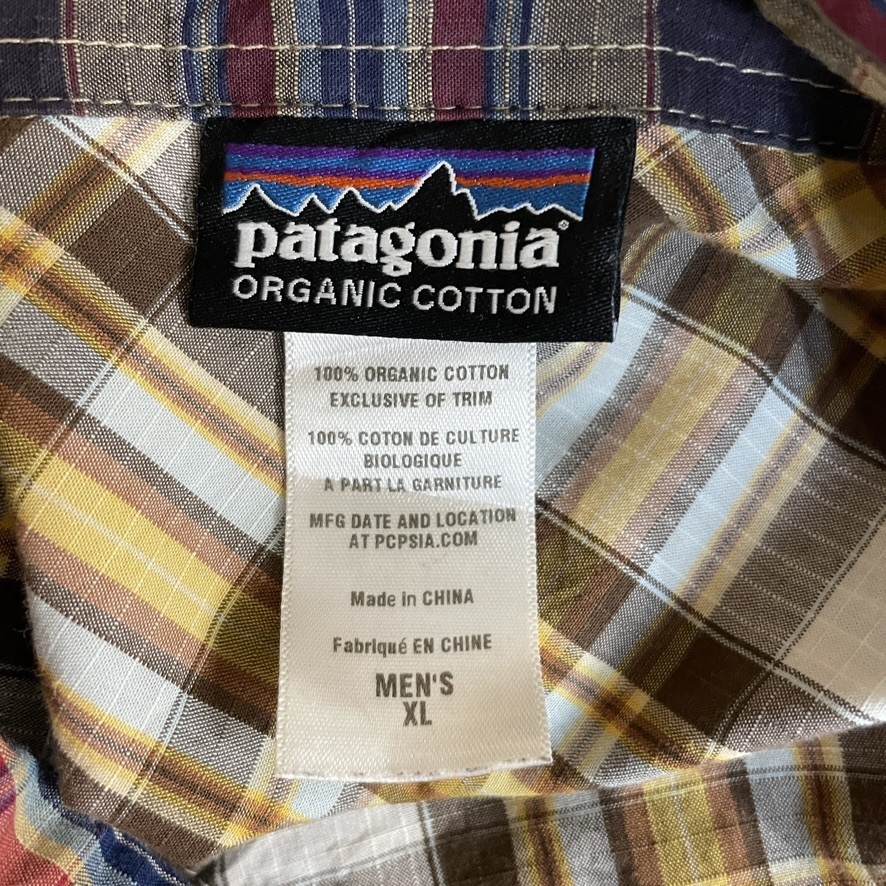 patagonia®
ORGANIC COTTON
100% ORGANIC COTTON
EXCLUSIVE OF TRIM
100% COTON DE CULTURE
BIOLOGIQUE
A PART LA GARNITURE
MFG DATE AND LOCATION
AT PCPSIA.COM
Made in CHINA
Fabriqué EN CHINE
MEN'S
XL